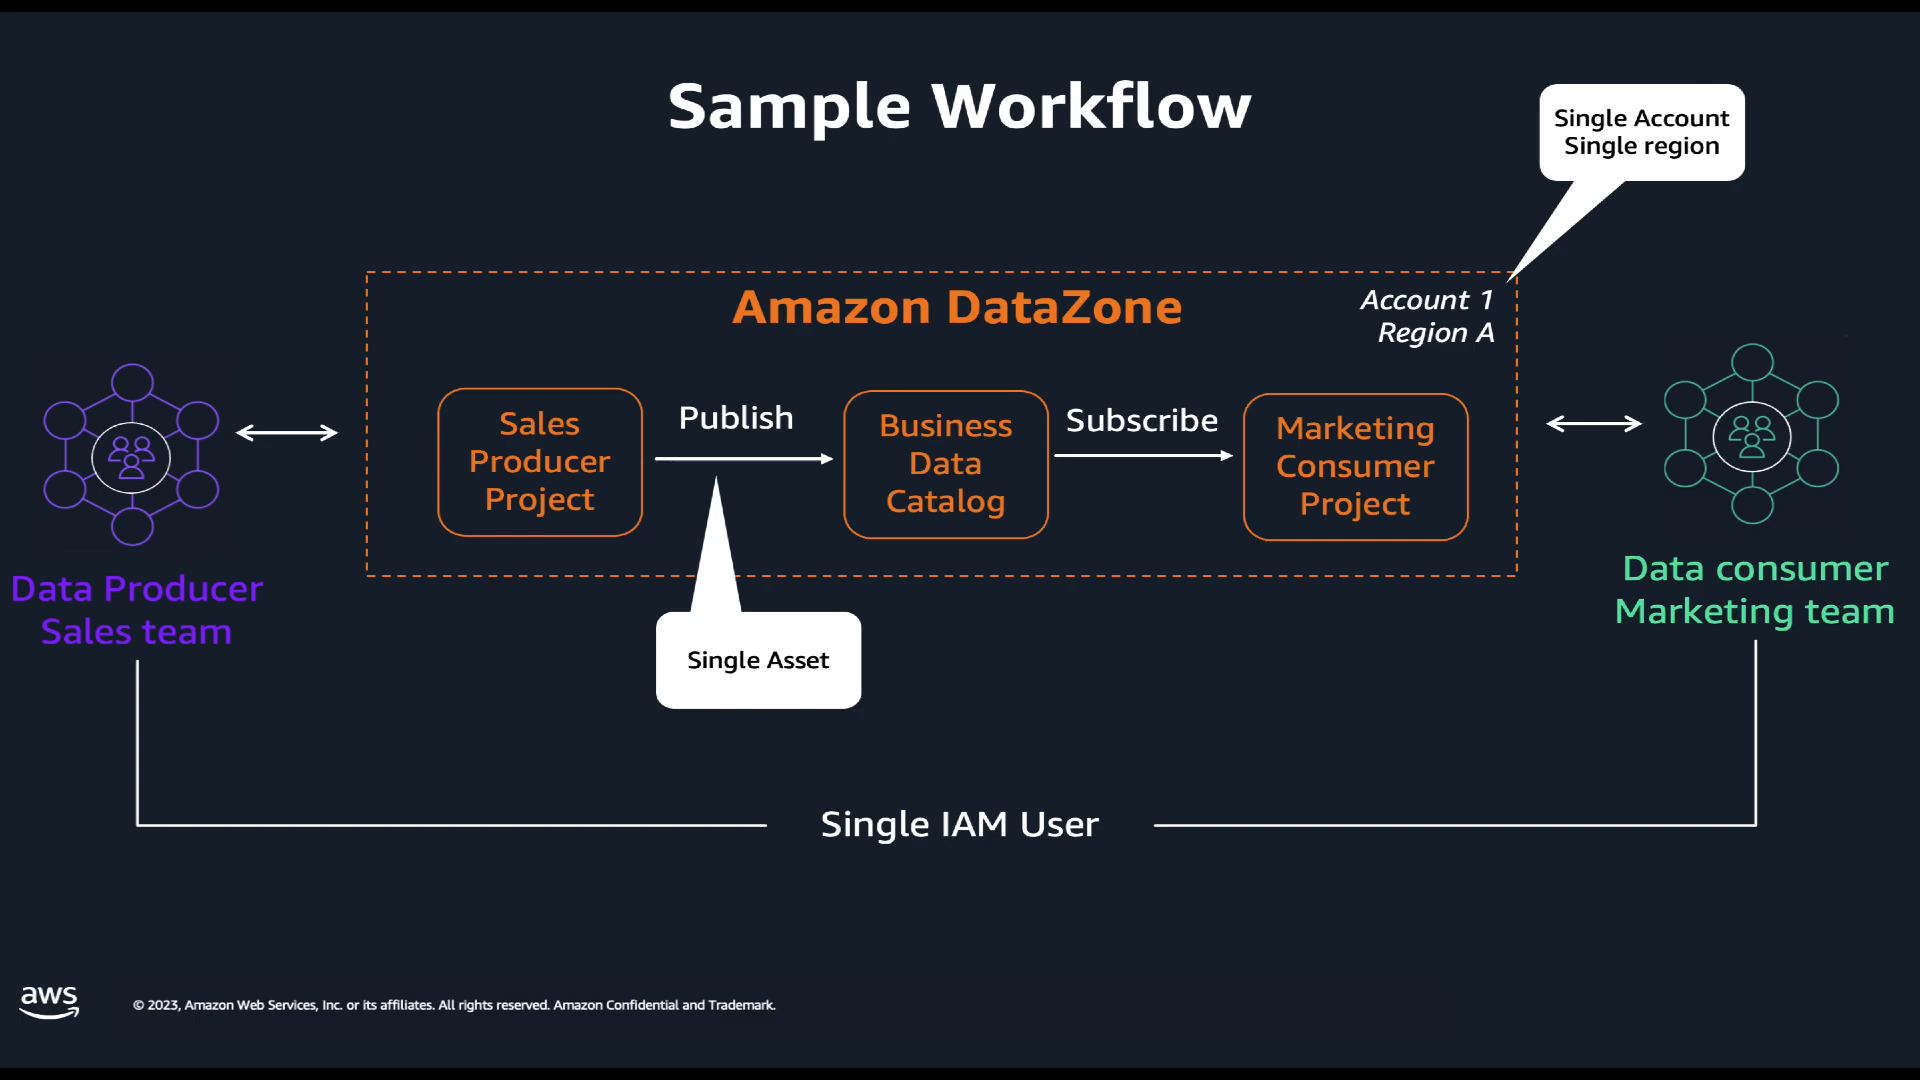 Sample Workflow
Single Account
Single region
Amazon DataZone
Account 1
Region A
Sales
Producer
Project
Publish
Business
Data
Catalog
Subscribe
Marketing
Consumer
Project
Data Producer
Sales team
Data consumer
Marketing team
Single Asset
Single IAM User
aws
© 2023, Amazon Web Services, Inc. or its affiliates. All rights reserved. Amazon Confidential and Trademark.